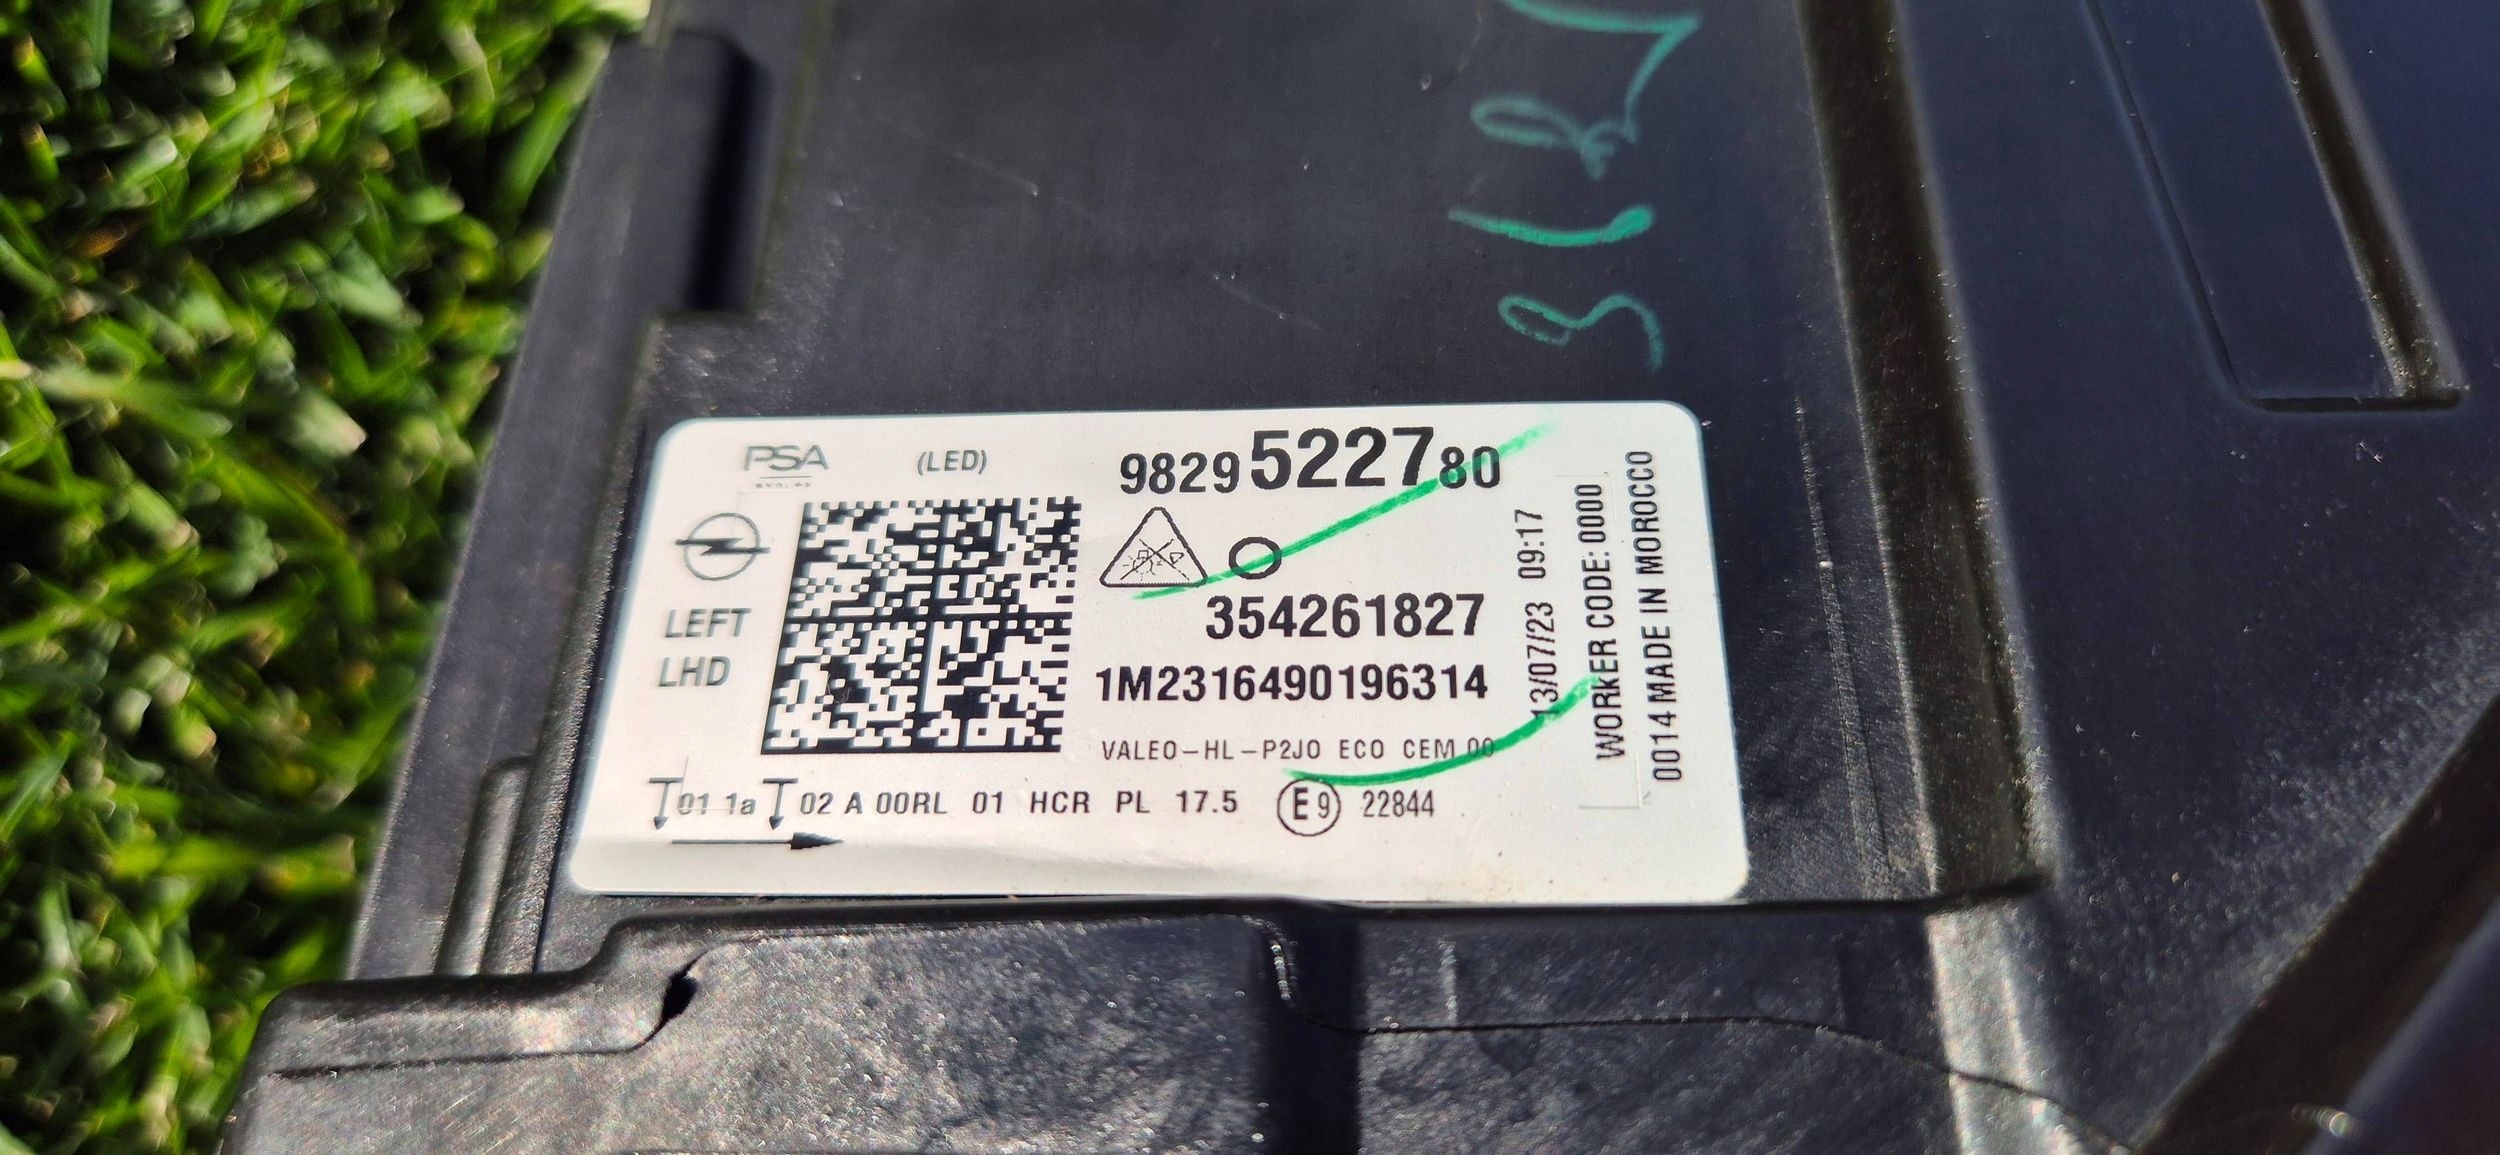 PSA
(LED)
9829522780
LEFT
LHD
354261827
1M2316490196314
VALEO-HL-P2JO ECO CEM 00
01 1a 02 A 00RL 01 HCR PL 17.5 E9 22844
13/07/23 09:17
WORKER CODE: 0000
0014 MADE IN MOROCCO